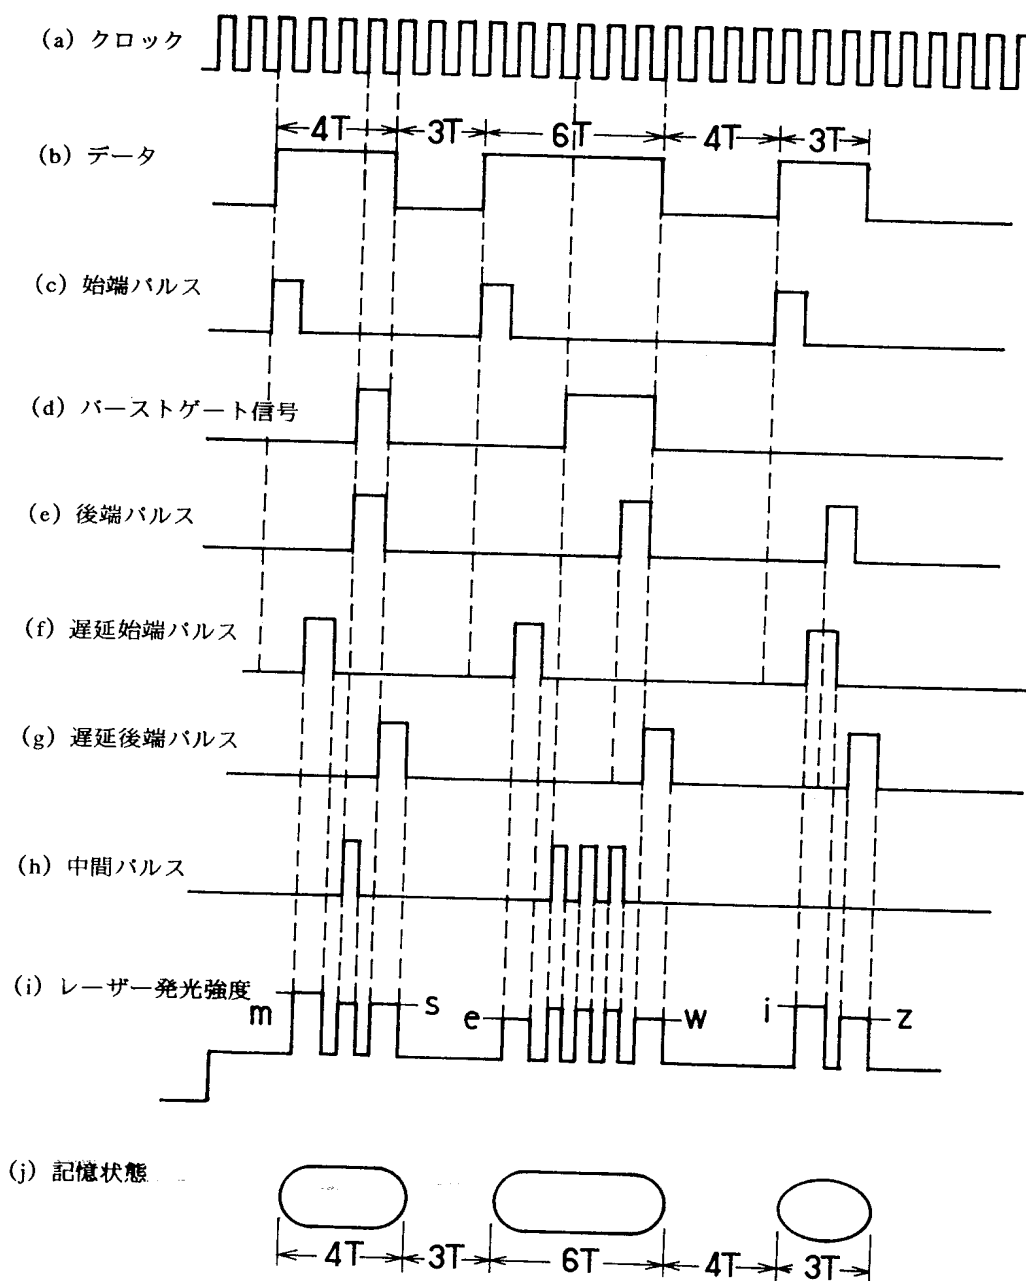 (a) クロック
4T 3T 6T 4T 3T
(b) データ
(c) 始端パルス
(d) バーストゲート信号
(e) 後端パルス
(f) 遅延始端パルス
(g) 遅延後端パルス
(h) 中間パルス
(i) レーザー発光強度
m s e w i z
(j) 記憶状態
4T 3T 6T 4T 3T